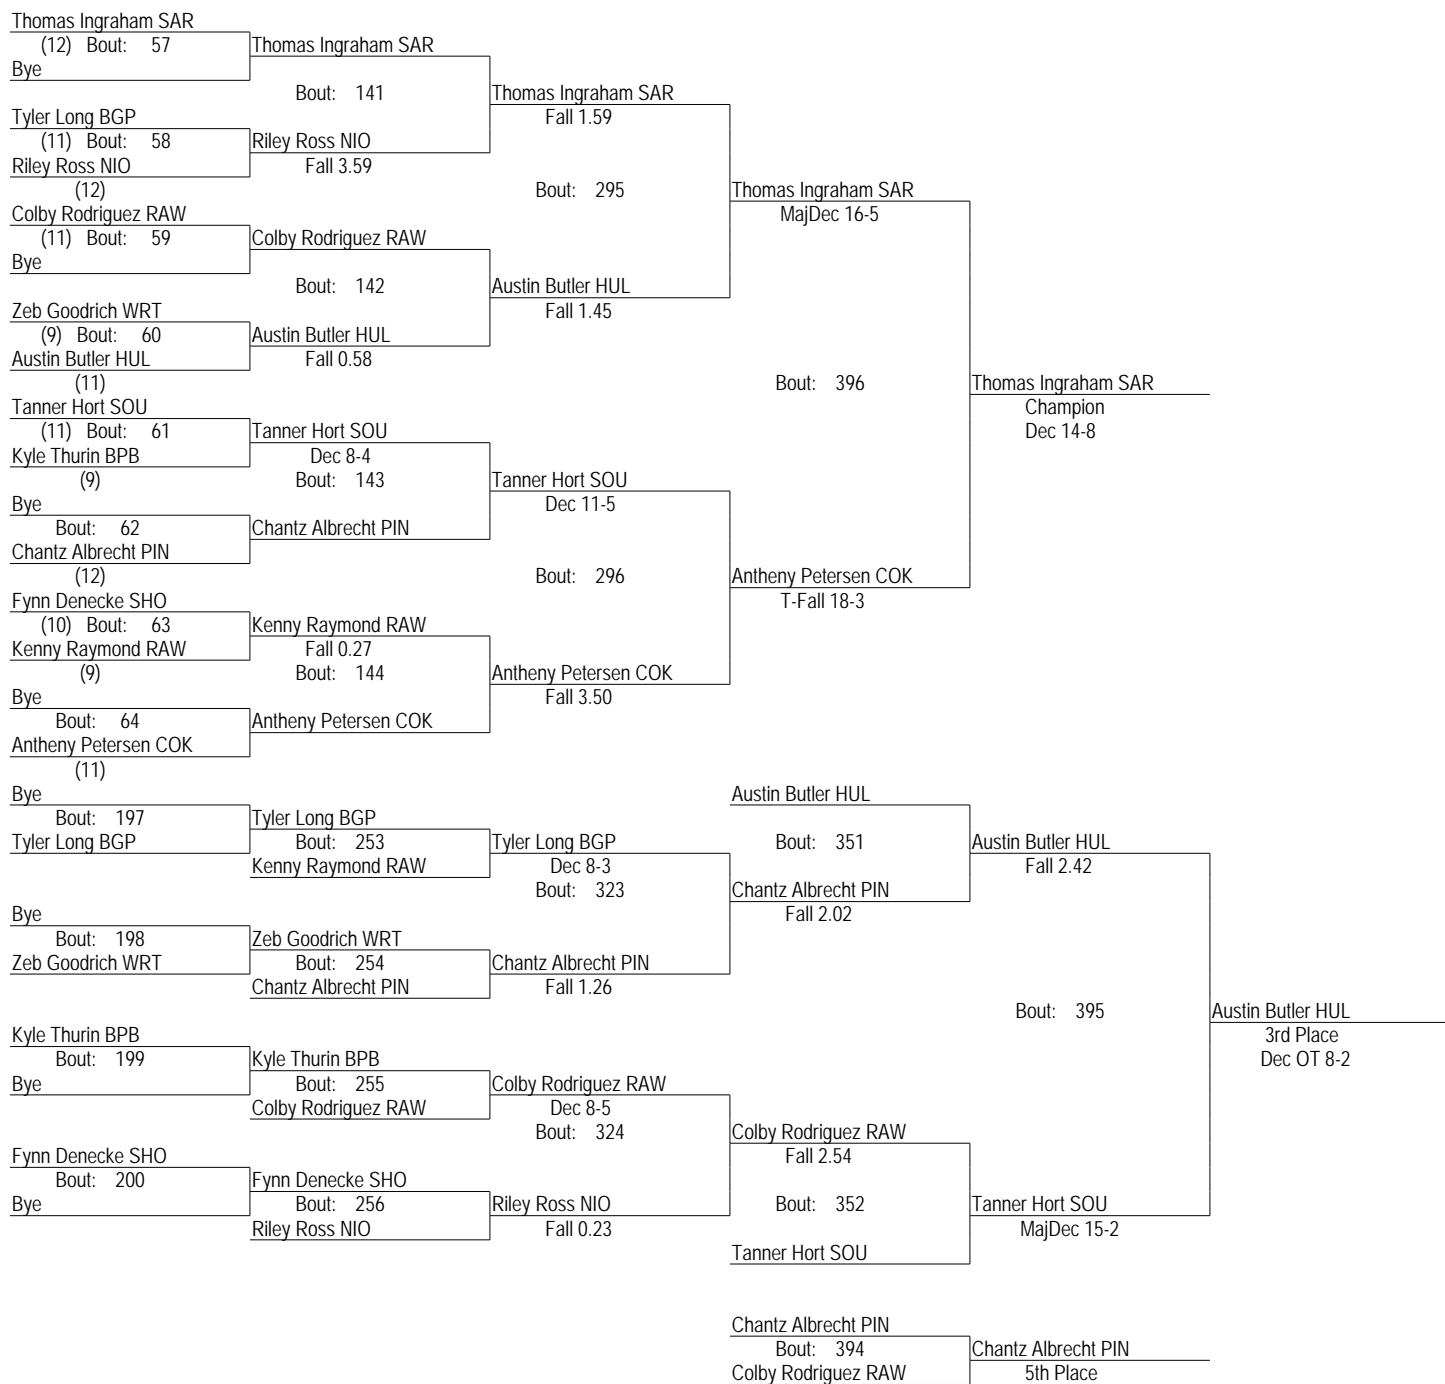 Thomas Ingraham SAR
(12) Bout: 57
Thomas Ingraham SAR
Bye
Bout: 141
Thomas Ingraham SAR
Fall 1.59
Tyler Long BGP
(11) Bout: 58
Riley Ross NIO
Riley Ross NIO
Fall 3.59
(12)
Bout: 295
Thomas Ingraham SAR
MajDec 16-5
Colby Rodriguez RAW
(11) Bout: 59
Colby Rodriguez RAW
Bye
Bout: 142
Austin Butler HUL
Fall 1.45
Zeb Goodrich WRT
(9) Bout: 60
Austin Butler HUL
Austin Butler HUL
Fall 0.58
(11)
Bout: 396
Thomas Ingraham SAR
Champion
Dec 14-8
Tanner Hort SOU
(11) Bout: 61
Tanner Hort SOU
Kyle Thurin BPB
Dec 8-4
(9)
Bout: 143
Tanner Hort SOU
Dec 11-5
Bye
Bout: 62
Chantz Albrecht PIN
Chantz Albrecht PIN
(12)
Bout: 296
Antheny Petersen COK
T-Fall 18-3
Fynn Denecke SHO
(10) Bout: 63
Kenny Raymond RAW
Kenny Raymond RAW
Fall 0.27
(9)
Bout: 144
Antheny Petersen COK
Fall 3.50
Bye
Bout: 64
Antheny Petersen COK
Antheny Petersen COK
(11)
Bye
Bout: 197
Tyler Long BGP
Tyler Long BGP
Bout: 253
Kenny Raymond RAW
Tyler Long BGP
Dec 8-3
Bout: 323
Austin Butler HUL
Bout: 351
Austin Butler HUL
Fall 2.42
Chantz Albrecht PIN
Fall 2.02
Bye
Bout: 198
Zeb Goodrich WRT
Zeb Goodrich WRT
Bout: 254
Chantz Albrecht PIN
Chantz Albrecht PIN
Fall 1.26
Bout: 395
Austin Butler HUL
3rd Place
Dec OT 8-2
Kyle Thurin BPB
Bout: 199
Bye
Kyle Thurin BPB
Bout: 255
Colby Rodriguez RAW
Colby Rodriguez RAW
Dec 8-5
Bout: 324
Colby Rodriguez RAW
Fall 2.54
Fynn Denecke SHO
Bout: 200
Bye
Fynn Denecke SHO
Bout: 256
Riley Ross NIO
Riley Ross NIO
Fall 0.23
Bout: 352
Tanner Hort SOU
MajDec 15-2
Tanner Hort SOU
Chantz Albrecht PIN
Bout: 394
Chantz Albrecht PIN
Colby Rodriguez RAW
5th Place